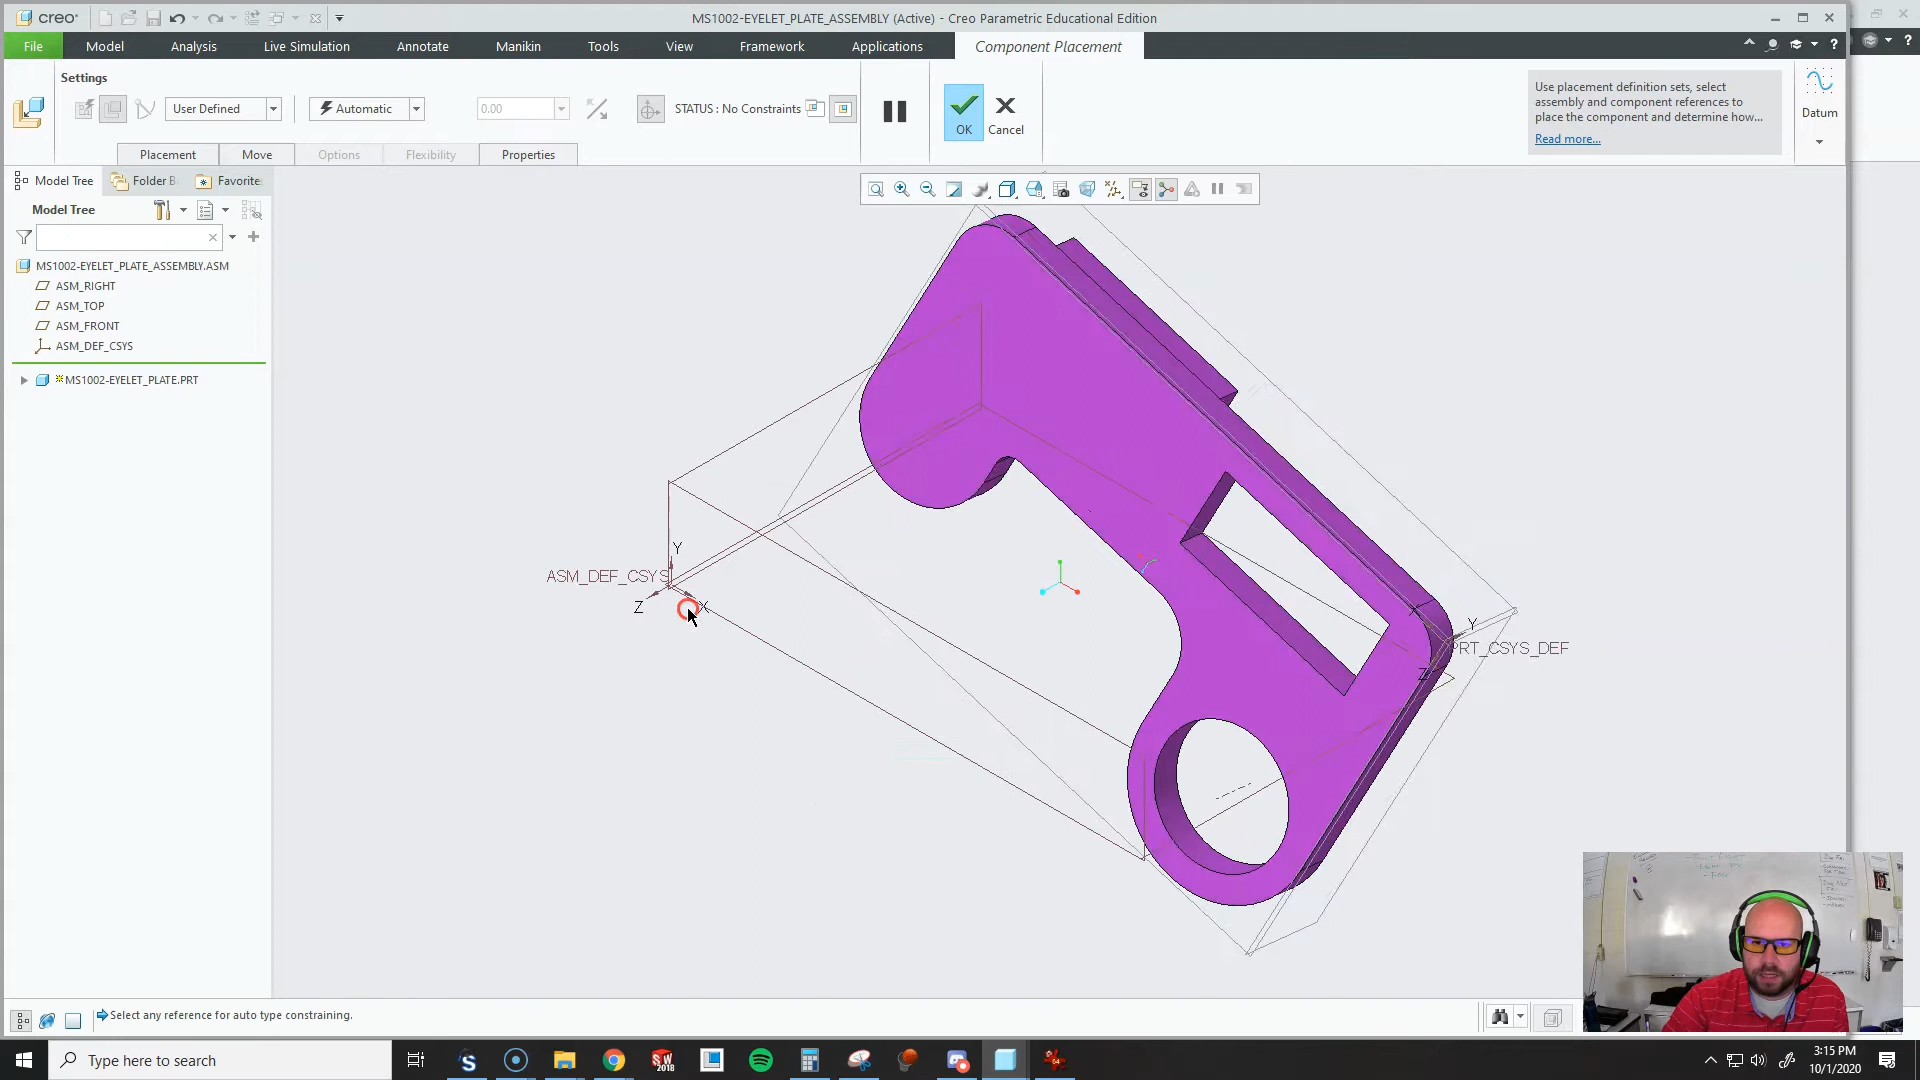 creo
MS1002-EYELET_PLATE_ASSEMBLY (Active) - Creo Parametric Educational Edition
File Model Analysis Live Simulation Annotate Manikin Tools View Framework Applications Component Placement
Settings
User Defined Automatic 0.00 STATUS : No Constraints
OK Cancel
Use placement definition sets, select
assembly and component references to
place the component and determine how...
Read more...
Datum
Placement Move Options Flexibility Properties
Model Tree Folder B Favorite
Model Tree
MS1002-EYELET_PLATE_ASSEMBLY.ASM
ASM_RIGHT
ASM_TOP
ASM_FRONT
ASM_DEF_CSYS
MS1002-EYELET_PLATE.PRT
Y
ASM_DEF_CSYS
Z X
Y
PRT_CSYS_DEF
X
Z
Select any reference for auto type constraining.
Type here to search
SW
2018
3:15 PM
10/1/2020